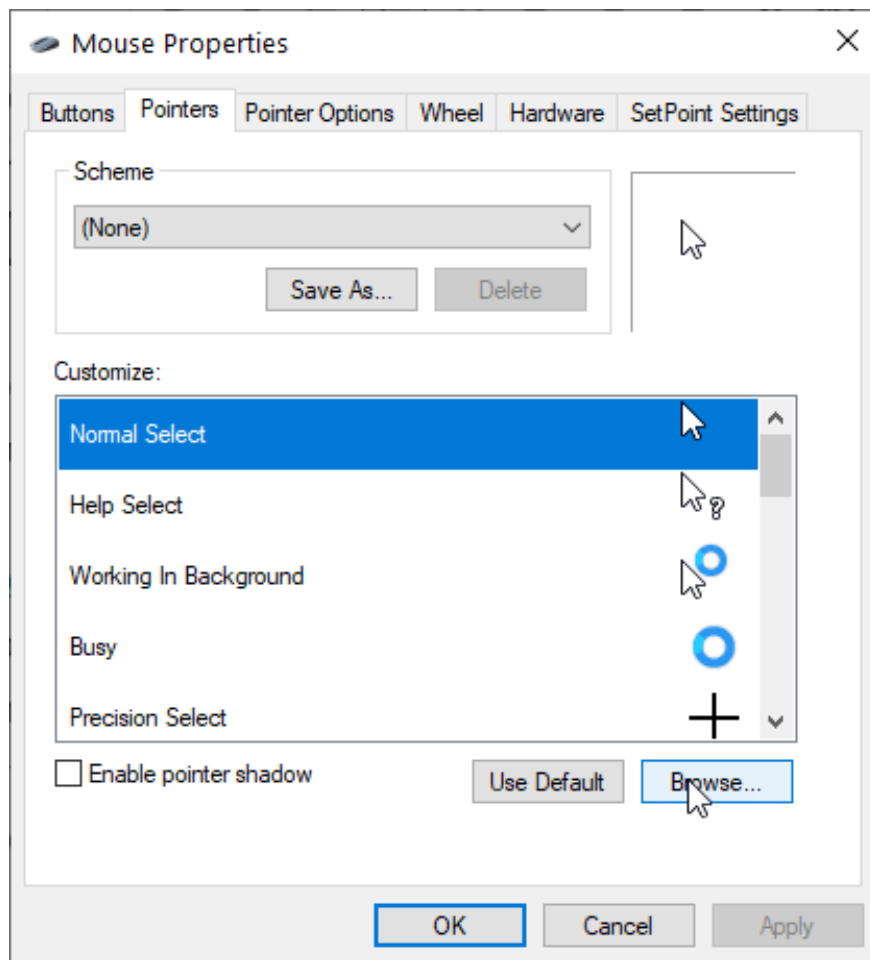 Mouse Properties
Buttons Pointers Pointer Options Wheel Hardware SetPoint Settings
Scheme
(None)
Save As... Delete
Customize:
Normal Select
Help Select
Working In Background
Busy
Precision Select
Enable pointer shadow Use Default Browse...
OK Cancel Apply